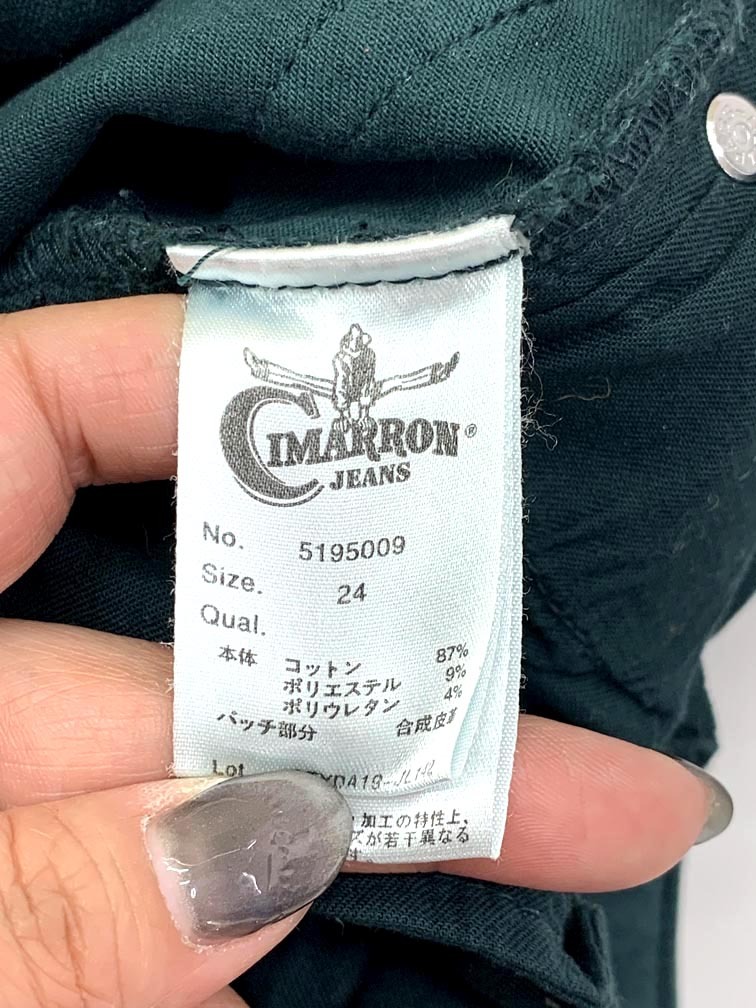 CIMARRON®
JEANS
No. 5195009
Size. 24
Qual.
本体 コットン 87%
ポリエステル 9%
ポリウレタン 4%
パッチ部分 合成皮革
Lot
加工の特性上、
ズが若干異なる